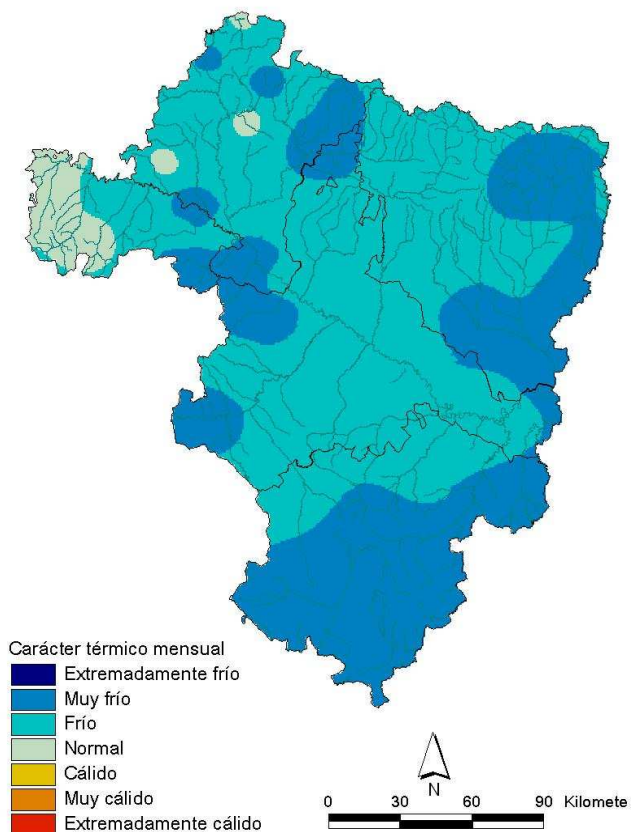 Carácter térmico mensual
Extremadamente frío
Muy frío
Frío
Normal
Cálido
Muy cálido
Extremadamente cálido
N
0 30 60 90 Kilomete